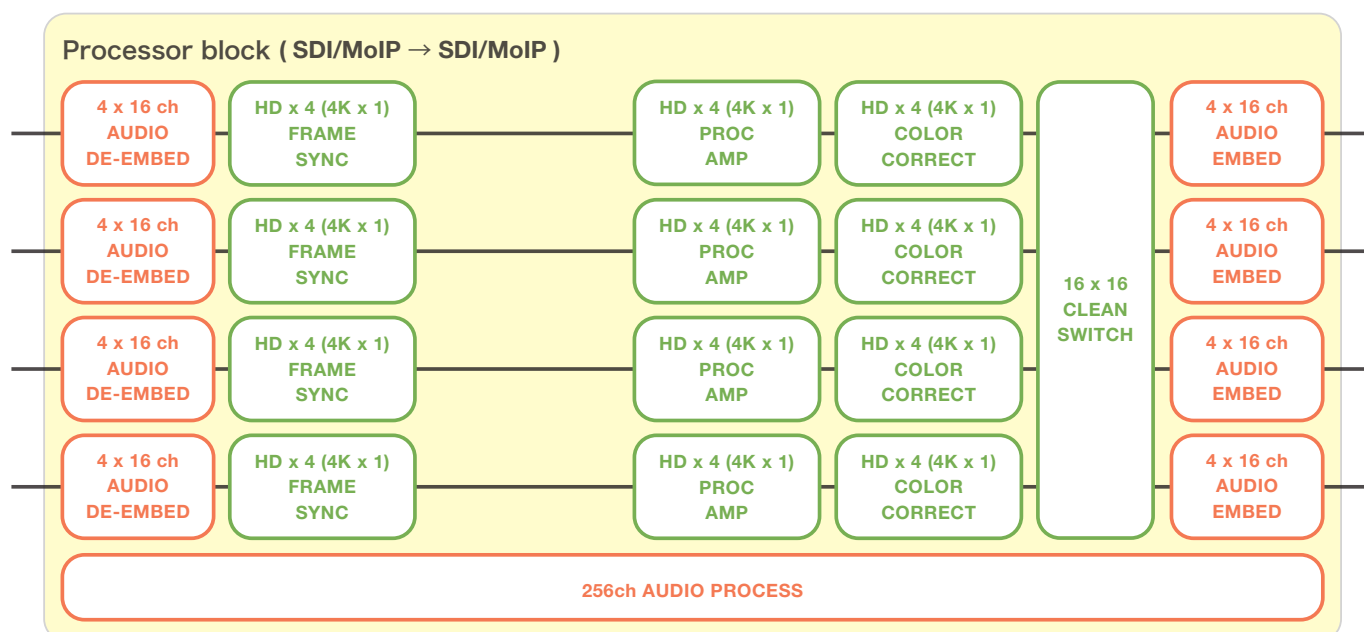 Processor block ( SDI/MoIP → SDI/MoIP )
4 x 16 ch
AUDIO
DE-EMBED
HD x 4 (4K x 1)
FRAME
SYNC
HD x 4 (4K x 1)
PROC
AMP
HD x 4 (4K x 1)
COLOR
CORRECT
4 x 16 ch
AUDIO
EMBED
4 x 16 ch
AUDIO
DE-EMBED
HD x 4 (4K x 1)
FRAME
SYNC
HD x 4 (4K x 1)
PROC
AMP
HD x 4 (4K x 1)
COLOR
CORRECT
16 x 16
CLEAN
SWITCH
4 x 16 ch
AUDIO
EMBED
4 x 16 ch
AUDIO
DE-EMBED
HD x 4 (4K x 1)
FRAME
SYNC
HD x 4 (4K x 1)
PROC
AMP
HD x 4 (4K x 1)
COLOR
CORRECT
4 x 16 ch
AUDIO
EMBED
4 x 16 ch
AUDIO
DE-EMBED
HD x 4 (4K x 1)
FRAME
SYNC
HD x 4 (4K x 1)
PROC
AMP
HD x 4 (4K x 1)
COLOR
CORRECT
4 x 16 ch
AUDIO
EMBED
256ch AUDIO PROCESS